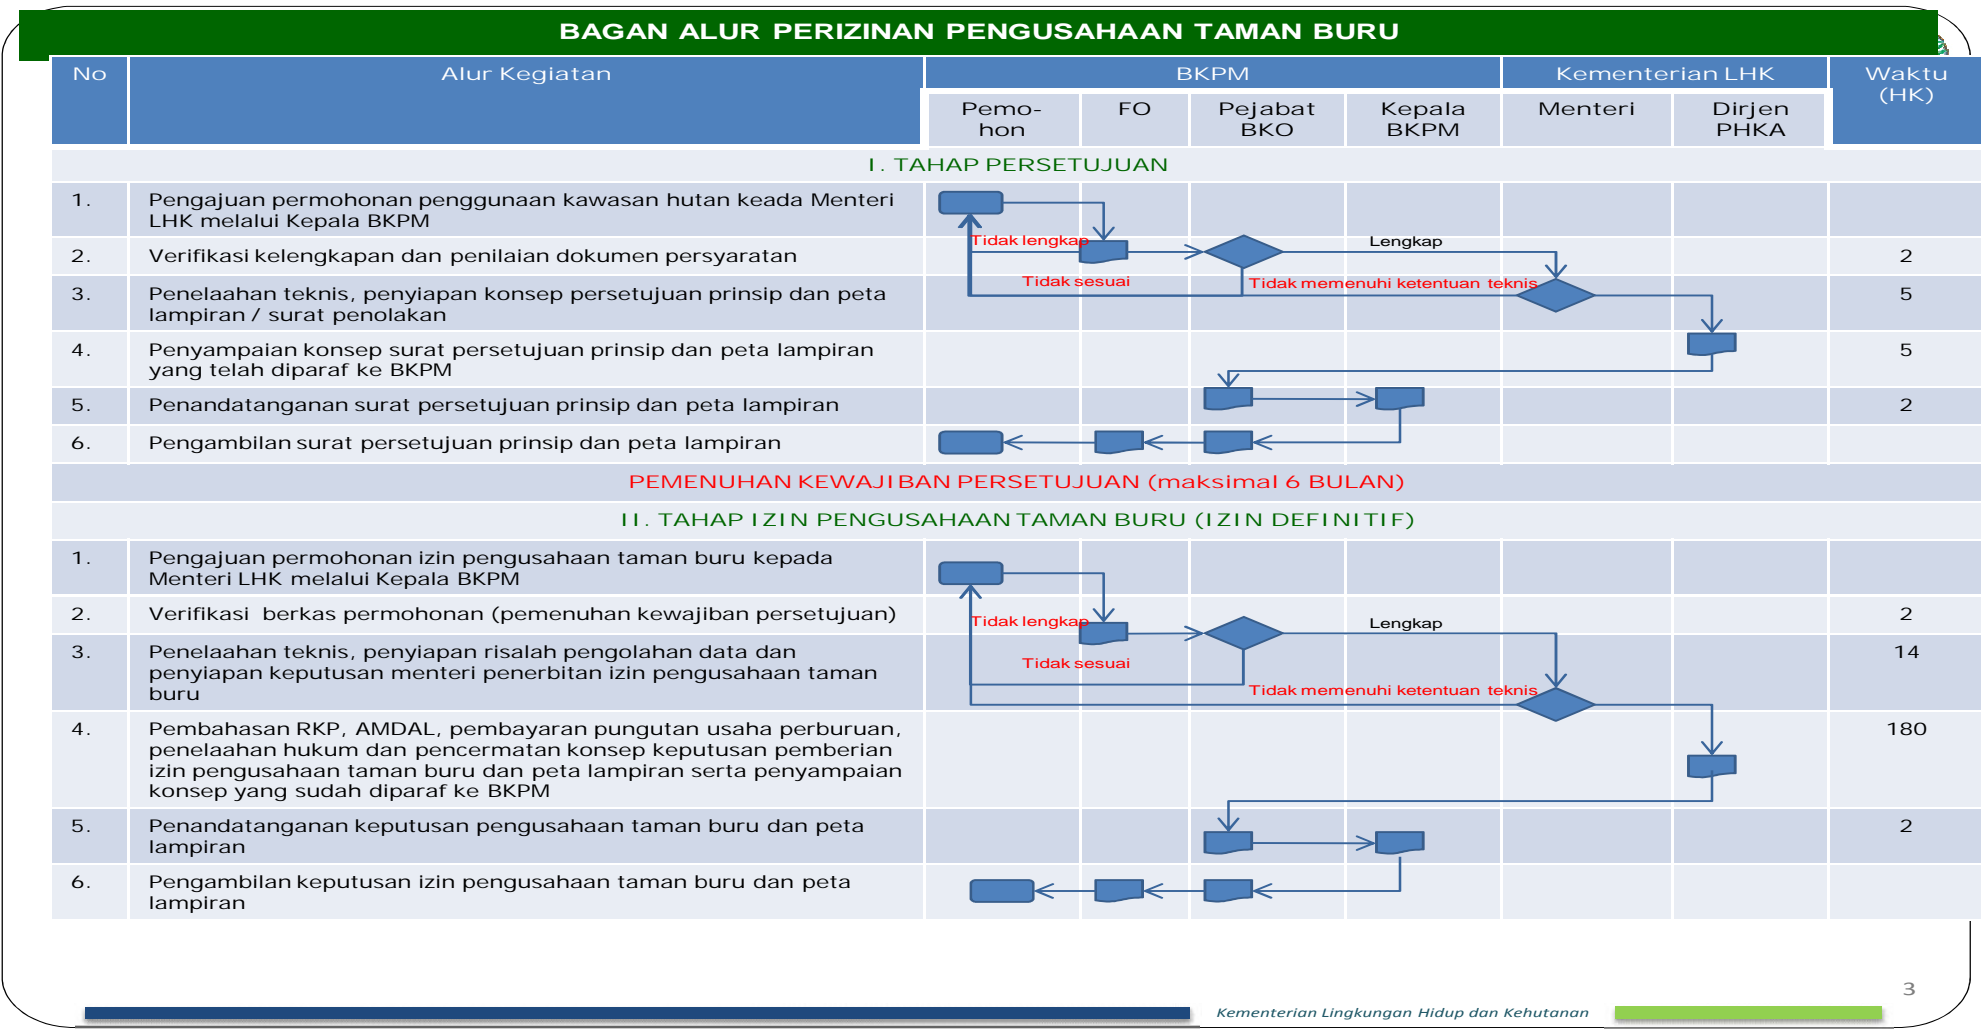 BAGAN ALUR PERIZINAN PENGUSAHAAN TAMAN BURU
No
Alur Kegiatan
BKPM
Kementerian LHK
Waktu
(HK)
Pemo-
hon
FO
Pejabat
BKO
Kepala
BKPM
Menteri
Dirjen
PHKA
I. TAHAP PERSETUJUAN
1.
Pengajuan permohonan penggunaan kawasan hutan keada Menteri
LHK melalui Kepala BKPM
Tidak lengkap
Lengkap
2.
Verifikasi kelengkapan dan penilaian dokumen persyaratan
2
Tidak sesuai
Tidak memenuhi ketentuan teknis
3.
Penelaahan teknis, penyiapan konsep persetujuan prinsip dan peta
lampiran / surat penolakan
5
4.
Penyampaian konsep surat persetujuan prinsip dan peta lampiran
yang telah diparaf ke BKPM
5
5.
Penandatanganan surat persetujuan prinsip dan peta lampiran
2
6.
Pengambilan surat persetujuan prinsip dan peta lampiran
PEMENUHAN KEWAJIBAN PERSETUJUAN (maksimal 6 BULAN)
II. TAHAP IZIN PENGUSAHAAN TAMAN BURU (IZIN DEFINITIF)
1.
Pengajuan permohonan izin pengusahaan taman buru kepada
Menteri LHK melalui Kepala BKPM
2.
Verifikasi berkas permohonan (pemenuhan kewajiban persetujuan)
Tidak lengkap
Lengkap
2
3.
Penelaahan teknis, penyiapan risalah pengolahan data dan
penyiapan keputusan menteri penerbitan izin pengusahaan taman
buru
Tidak sesuai
Tidak memenuhi ketentuan teknis
14
4.
Pembahasan RKP, AMDAL, pembayaran pungutan usaha perburuan,
penelaahan hukum dan pencermatan konsep keputusan pemberian
izin pengusahaan taman buru dan peta lampiran serta penyampaian
konsep yang sudah diparaf ke BKPM
180
5.
Penandatanganan keputusan pengusahaan taman buru dan peta
lampiran
2
6.
Pengambilan keputusan izin pengusahaan taman buru dan peta
lampiran
3
Kementerian Lingkungan Hidup dan Kehutanan